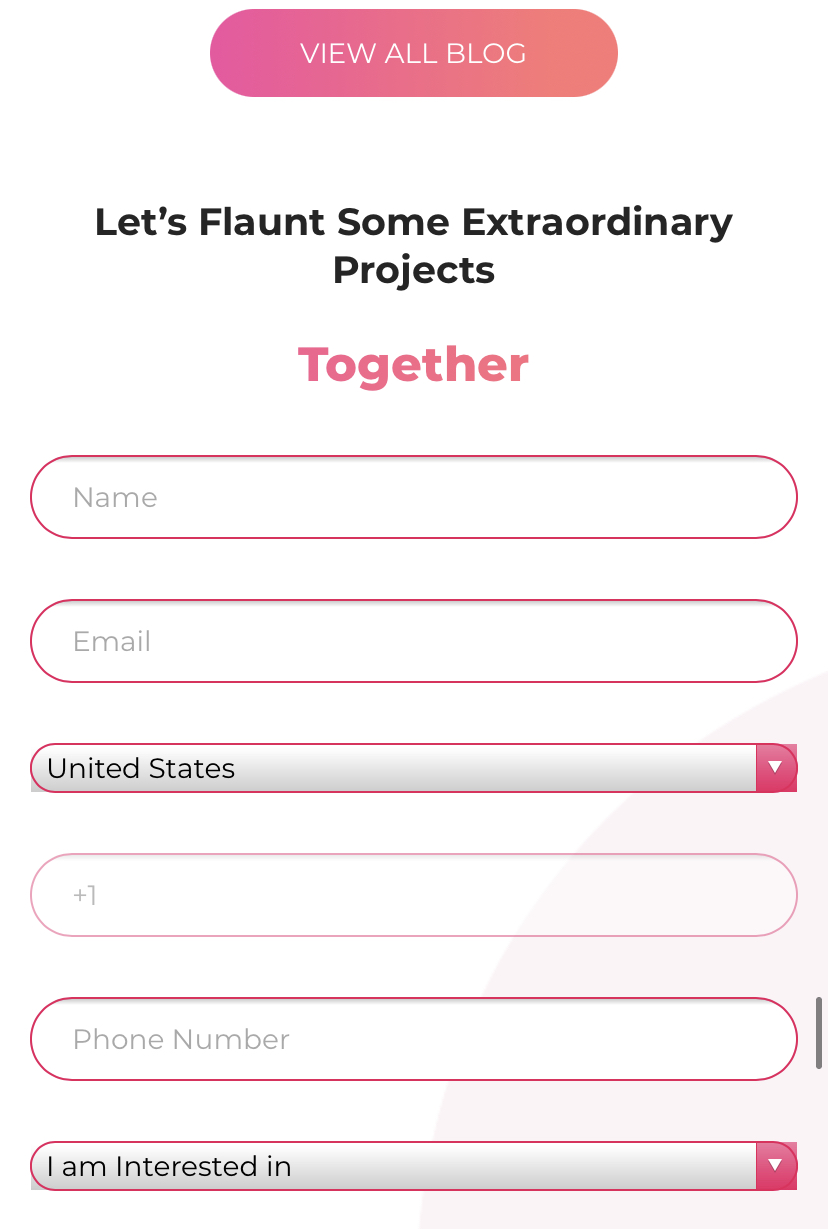 VIEW ALL BLOG
Let’s Flaunt Some Extraordinary
Projects
Together
Name
Email
United States
+1
Phone Number
I am Interested in